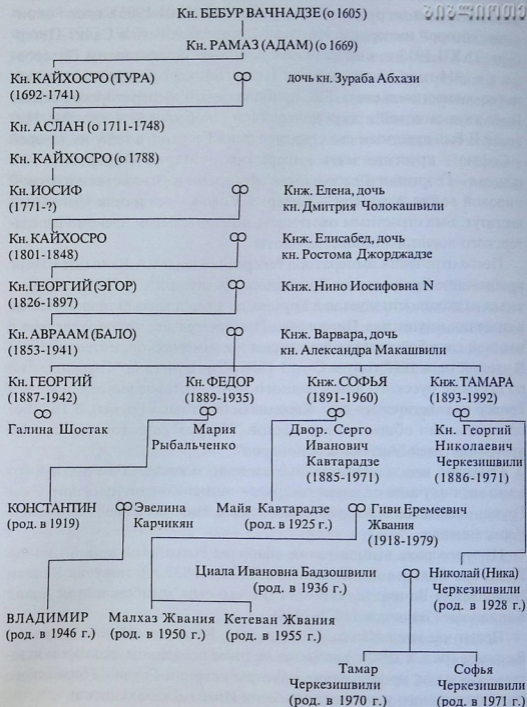 Кн. БЕБУР ВАЧНАДЗЕ (о 1605)
Кн. РАМАЗ (АДАМ) (о 1669)
Кн. КАЙХОСРО (ТУРА)
(1692-1741)
дочь кн. Зураба Абхази
Кн. АСЛАН (о 1711-1748)
Кн. КАЙХОСРО (о 1788)
Кн. ИОСИФ
(1771-?)
Кнж. Елена, дочь
кн. Дмитрия Чолокашвили
Кн. КАЙХОСРО
(1801-1848)
Кнж. Елисабед, дочь
кн. Ростома Джорджадзе
Кн.ГЕОРГИЙ (ЭГОР)
(1826-1897)
Кнж. Нино Иосифовна N
Кн. АВРААМ (БАЛО)
(1853-1941)
Кнж. Варвара, дочь
кн. Александра Макашвили
Кн. ГЕОРГИЙ
(1887-1942)
Галина Шостак
Кн. ФЕДОР
(1889-1935)
Мария
Рыбальченко
Кнж. СОФЬЯ
(1891-1960)
Двор. Серго
Иванович
Кавтарадзе
(1885-1971)
Кнж. ТАМАРА
(1893-1992)
Кн. Георгий
Николаевич
Черкезишвили
(1886-1971)
КОНСТАНТИН
(род. в 1919)
Эвелина
Карчикян
Майя Кавтарадзе
(род. в 1925 г.)
Гиви Еремеевич
Жвания
(1918-1979)
Циала Ивановна Бадзошвили
(род. в 1936 г.)
Николай (Ника)
Черкезишвили
(род. в 1928 г.)
ВЛАДИМИР
(род. в 1946 г.)
Малхаз Жвания
(род. в 1950 г.)
Кетеван Жвания
(род. в 1955 г.)
Тамар
Черкезишвили
(род. в 1970 г.)
Софья
Черкезишвили
(род. в 1971 г.)